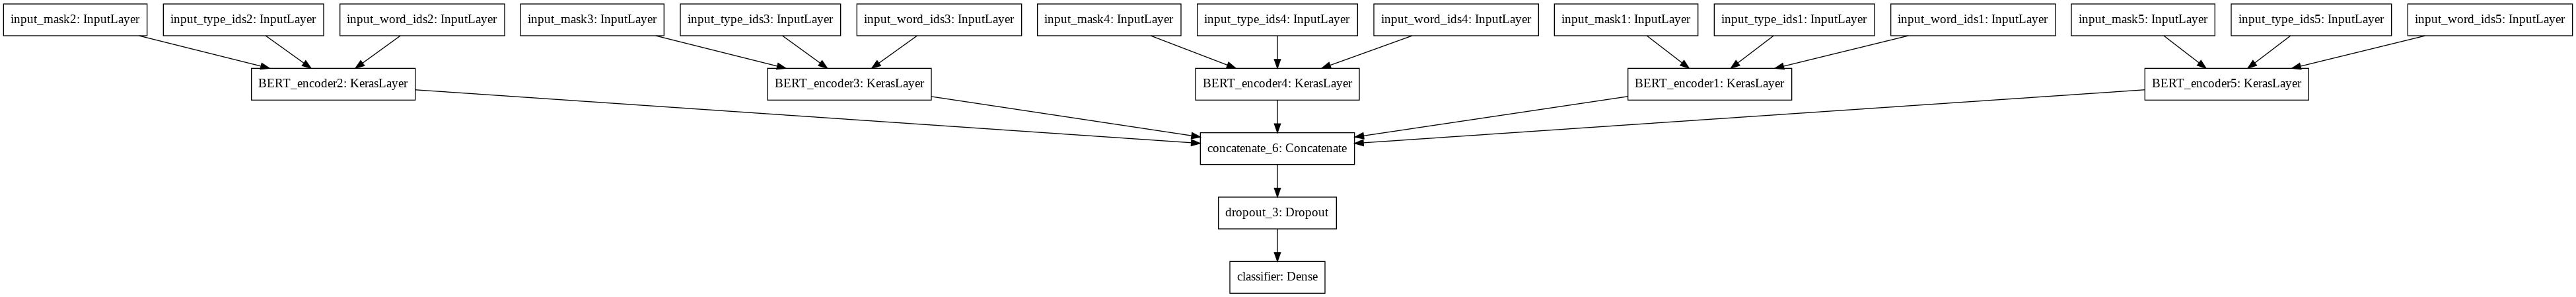 input_mask2: InputLayer
input_type_ids2: InputLayer
input_word_ids2: InputLayer
input_mask3: InputLayer
input_type_ids3: InputLayer
input_word_ids3: InputLayer
input_mask4: InputLayer
input_type_ids4: InputLayer
input_word_ids4: InputLayer
input_mask1: InputLayer
input_type_ids1: InputLayer
input_word_ids1: InputLayer
input_mask5: InputLayer
input_type_ids5: InputLayer
input_word_ids5: InputLayer
BERT_encoder2: KerasLayer
BERT_encoder3: KerasLayer
BERT_encoder4: KerasLayer
BERT_encoder1: KerasLayer
BERT_encoder5: KerasLayer
concatenate_6: Concatenate
dropout_3: Dropout
classifier: Dense